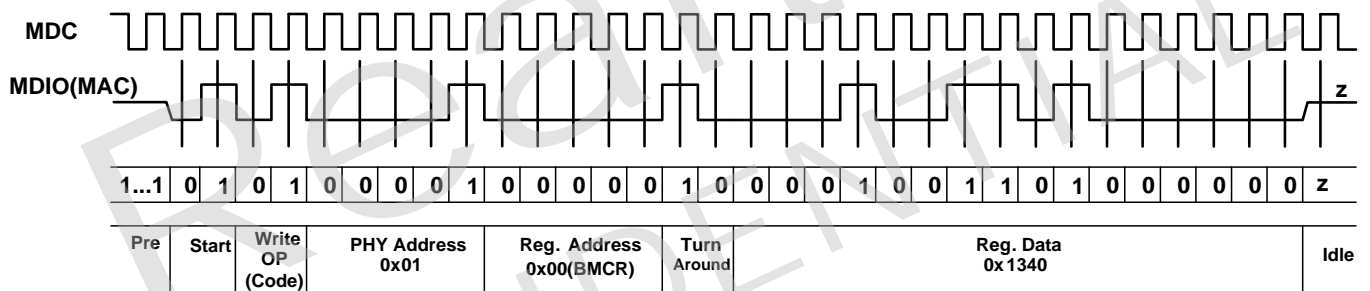 MDC
MDIO(MAC)
z
1...1 0 1 0 1 0 0 0 0 1 0 0 0 0 0 1 0 0 0 0 1 0 0 1 1 0 1 0 0 0 0 0 0 z
Pre Start Write OP (Code) PHY Address 0x01 Reg. Address 0x00(BMCR) Turn Around Reg. Data 0x1340 Idle